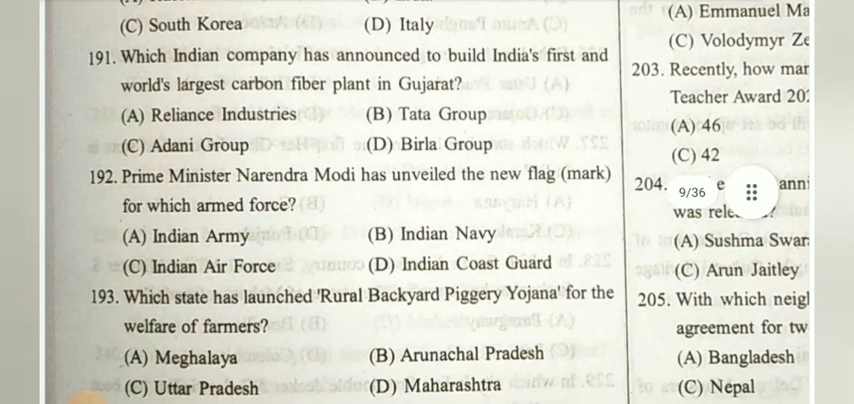 (C) South Korea (D) Italy
191. Which Indian company has announced to build India's first and
world's largest carbon fiber plant in Gujarat?
(A) Reliance Industries (B) Tata Group
(C) Adani Group (D) Birla Group
192. Prime Minister Narendra Modi has unveiled the new flag (mark)
for which armed force?
(A) Indian Army (B) Indian Navy
(C) Indian Air Force (D) Indian Coast Guard
193. Which state has launched 'Rural Backyard Piggery Yojana' for the
welfare of farmers?
(A) Meghalaya (B) Arunachal Pradesh
(C) Uttar Pradesh (D) Maharashtra
(A) Emmanuel Ma
(C) Volodymyr Ze
203. Recently, how mar
Teacher Award 20
(A) 46
(C) 42
204.
9/36
was
(A) Sushma Swar
(C) Arun Jaitley
205. With which neigl
agreement for tw
(A) Bangladesh
(C) Nepal